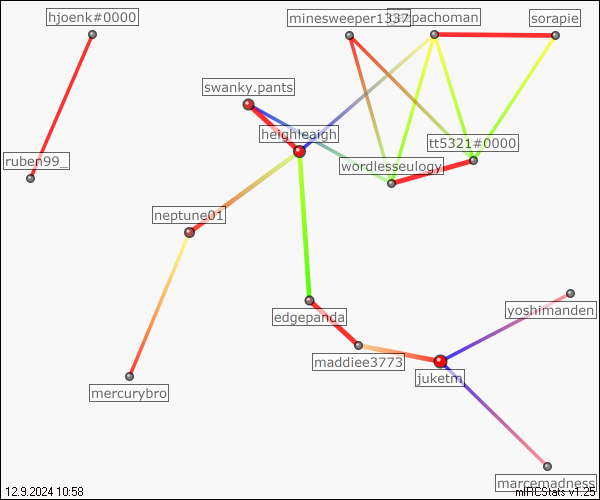 hjoenk#0000
minesweeper1337
pachoman
sorapie
swanky.pants
heigheaigh
tt5321#0000
wordlesseulogy
ruben99_
neptune01
edgepanda
yoshimanden
maddiee3773
juketm
mercurybro
marcemadness
12.9.2024 10:58
mIRCStats v1.25